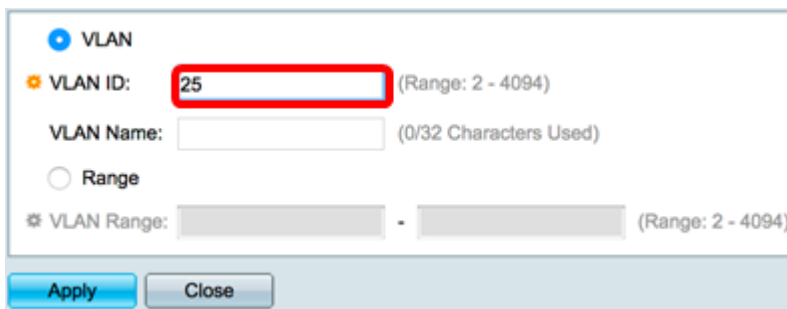 VLAN
VLAN ID: 25 (Range: 2 - 4094)
VLAN Name: (0/32 Characters Used)
Range
VLAN Range: - (Range: 2 - 4094)
Apply Close